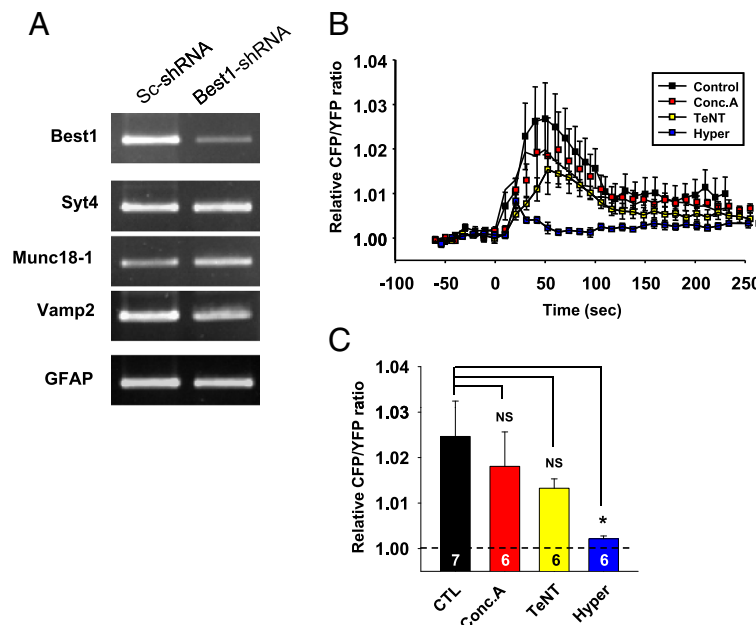 A
Sc-shRNA
Best1-shRNA
Best1
Syt4
Munc18-1
Vamp2
GFAP
B
Relative CFP/YFP ratio
1.04
1.03
1.02
1.01
1.00
Control
Conc.A
TeNT
Hyper
-100
-50
0
50
100
150
200
250
Time (sec)
C
Relative CFP/YFP ratio
1.04
1.03
1.02
1.01
1.00
NS
NS
*
7
6
6
6
CTL
Conc.A
TeNT
Hyper